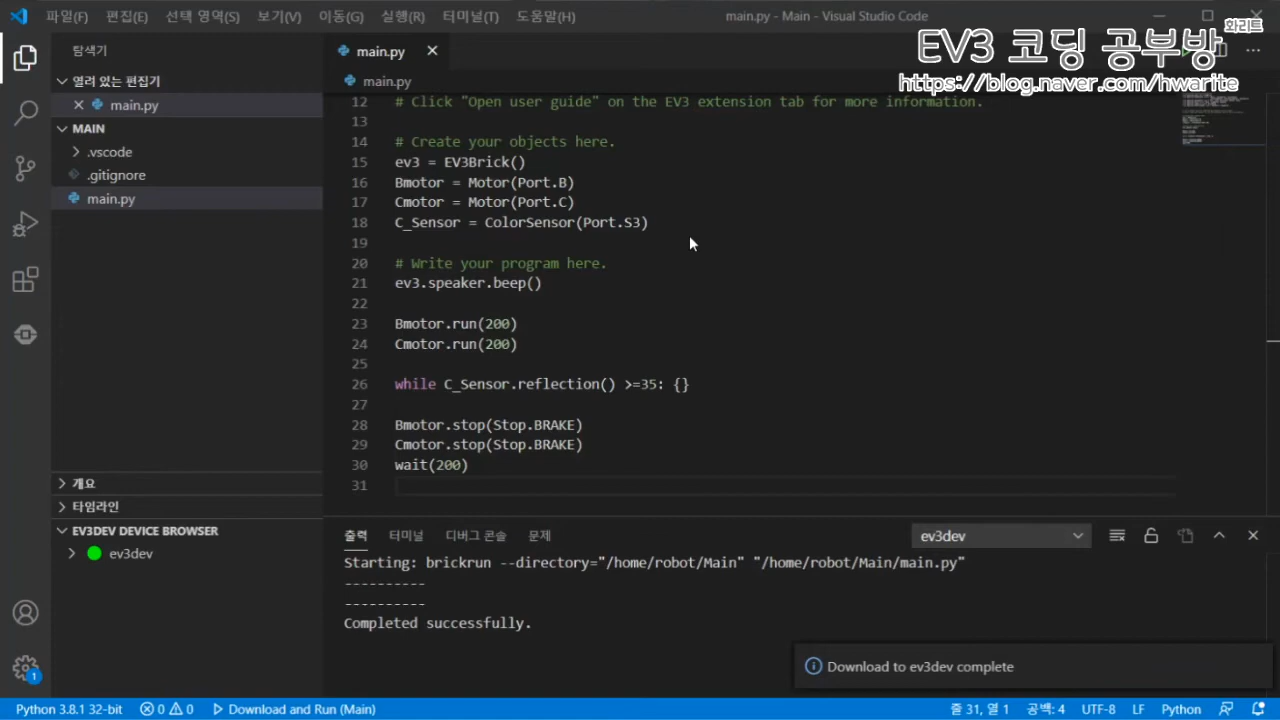 파일(F) 편집(E) 선택 영역(S) 보기(V) 이동(G) 실행(R) 터미널(T) 도움말(H) main.py - Main - Visual Studio Code
화리트
EV3 코딩 공부방
https://blog.naver.com/hwarite
탐색기
열려 있는 편집기
main.py
MAIN
.vscode
.gitignore
main.py
개요
타임라인
EV3DEV DEVICE BROWSER
ev3dev
main.py
main.py
12 # Click "Open user guide" on the EV3 extension tab for more information.
13
14 # Create your objects here.
15 ev3 = EV3Brick()
16 Bmotor = Motor(Port.B)
17 Cmotor = Motor(Port.C)
18 C_Sensor = ColorSensor(Port.S3)
19
20 # Write your program here.
21 ev3.speaker.beep()
22
23 Bmotor.run(200)
24 Cmotor.run(200)
25
26 while C_Sensor.reflection() >=35: {}
27
28 Bmotor.stop(Stop.BRAKE)
29 Cmotor.stop(Stop.BRAKE)
30 wait(200)
31
출력 터미널 디버그 콘솔 문제 ev3dev
Starting: brickrun --directory="/home/robot/Main" "/home/robot/Main/main.py"
----------
----------
Completed successfully.
Download to ev3dev complete
1
Python 3.8.1 32-bit 0 0 Download and Run (Main) 줄 31, 열 1 공백: 4 UTF-8 LF Python